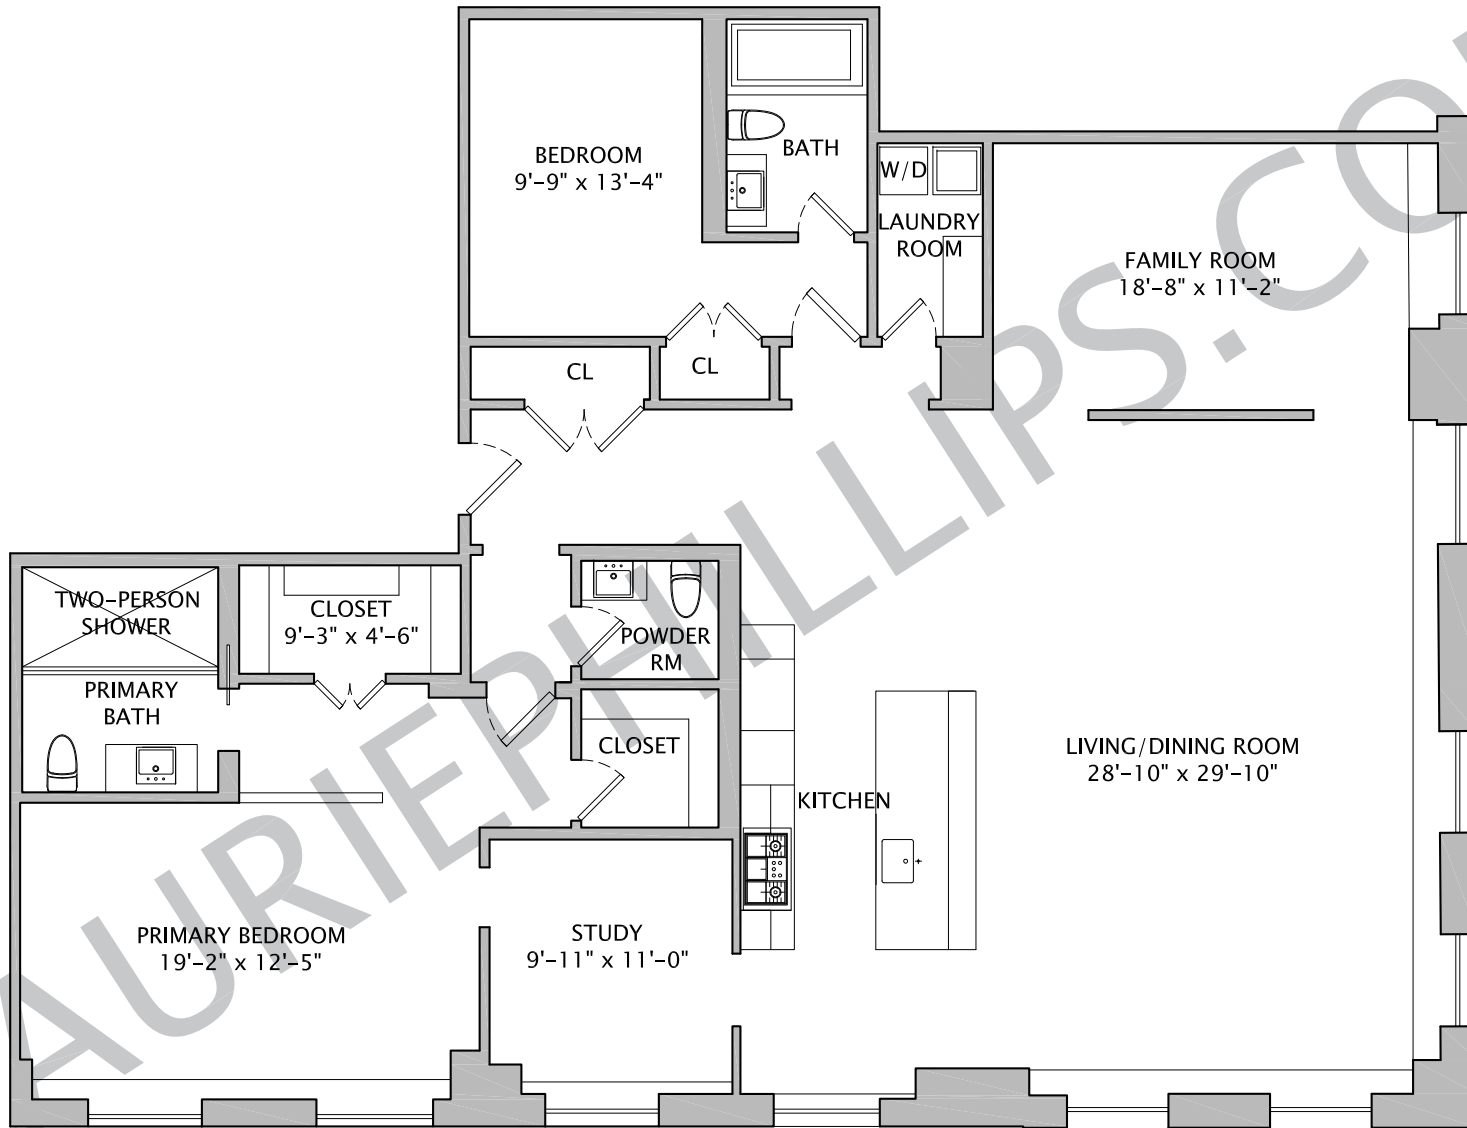 BEDROOM
9'-9" x 13'-4"
BATH
W/D
LAUNDRY
ROOM
FAMILY ROOM
18'-8" x 11'-2"
CL
CL
TWO-PERSON
SHOWER
CLOSET
9'-3" x 4'-6"
POWDER
RM
PRIMARY
BATH
CLOSET
KITCHEN
LIVING/DINING ROOM
28'-10" x 29'-10"
PRIMARY BEDROOM
19'-2" x 12'-5"
STUDY
9'-11" x 11'-0"
AURIEPHILLIPS.CO